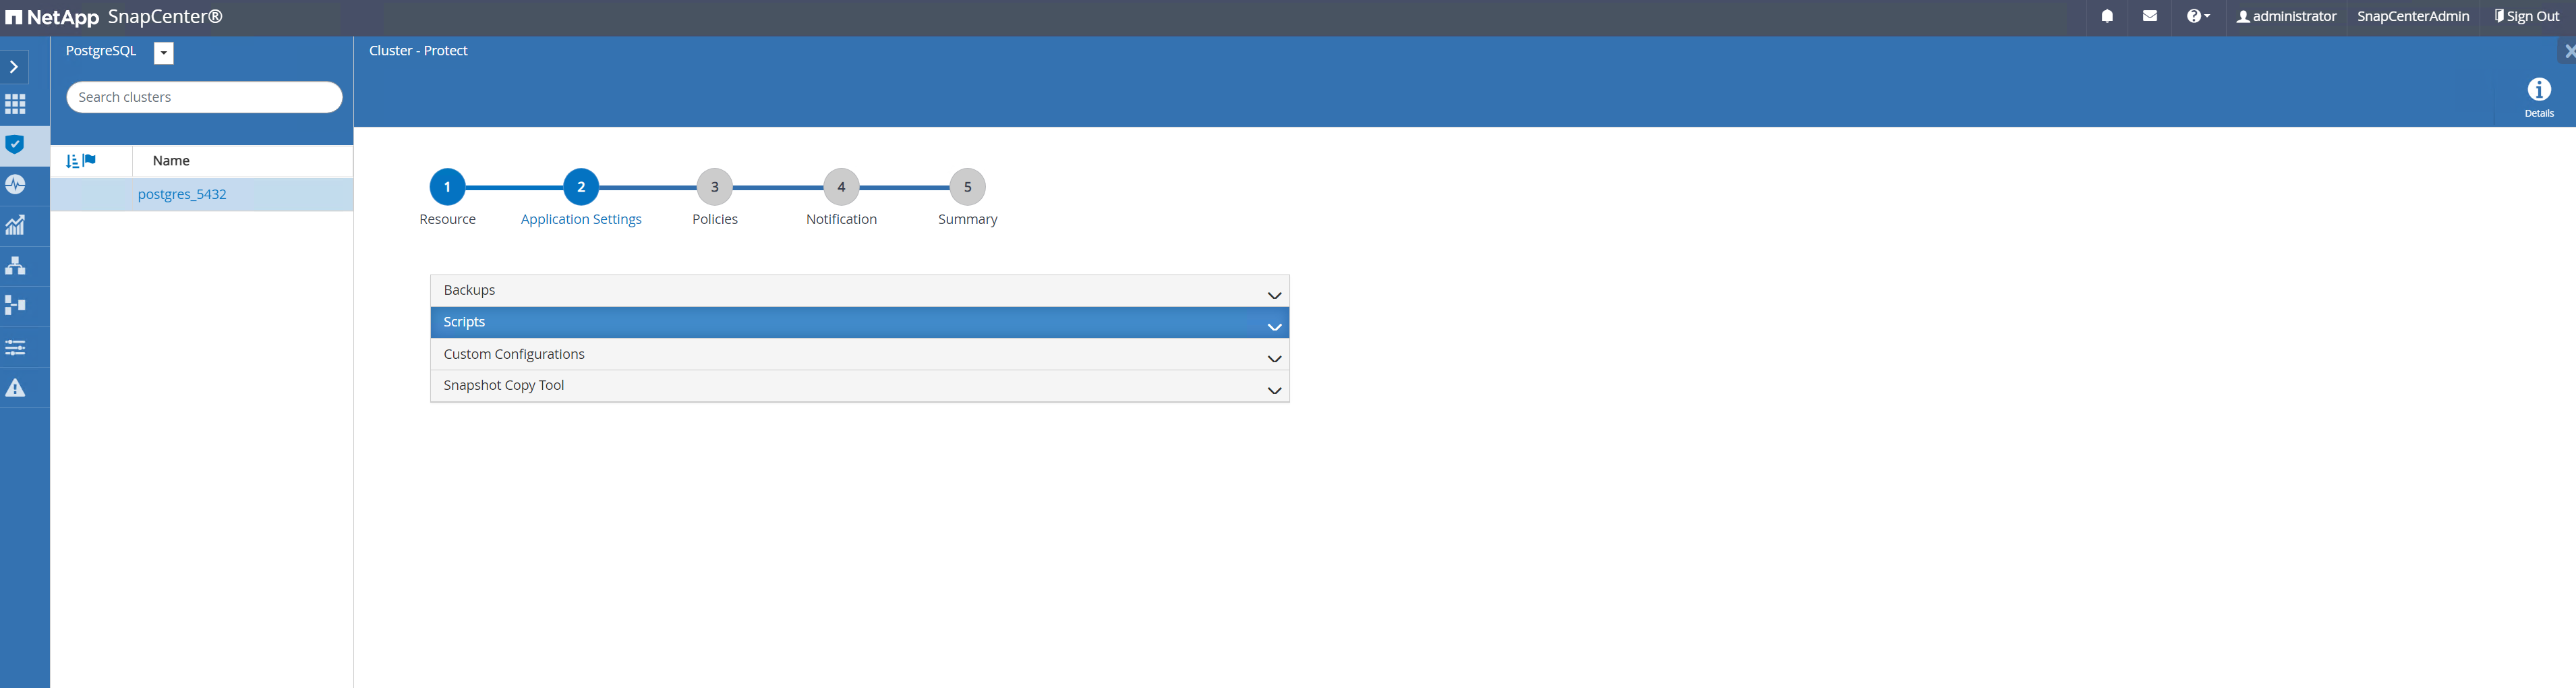 NetApp SnapCenter®
administrator
SnapCenterAdmin
Sign Out
PostgreSQL
Cluster - Protect
Search clusters
Details
Name
postgres_5432
1
2
3
4
5
Resource
Application Settings
Policies
Notification
Summary
Backups
Scripts
Custom Configurations
Snapshot Copy Tool